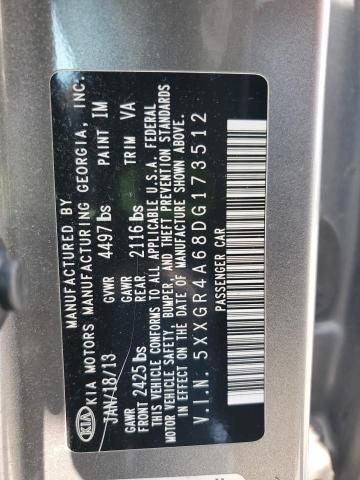 KIA
MANUFACTURED BY
KIA MOTORS MANUFACTURING GEORGIA, INC.
JAN/18/13 GVWR 4497 lbs PAINT IM
GAWR FRONT 2425 lbs GAWR REAR 2116 lbs TRIM VA
THIS VEHICLE CONFORMS TO ALL APPLICABLE U.S.A. FEDERAL
MOTOR VEHICLE SAFETY, BUMPER, AND THEFT PREVENTION STANDARDS
IN EFFECT ON THE DATE OF MANUFACTURE SHOWN ABOVE.
V.I.N: 5XXGR4A68DG173512
PASSENGER CAR